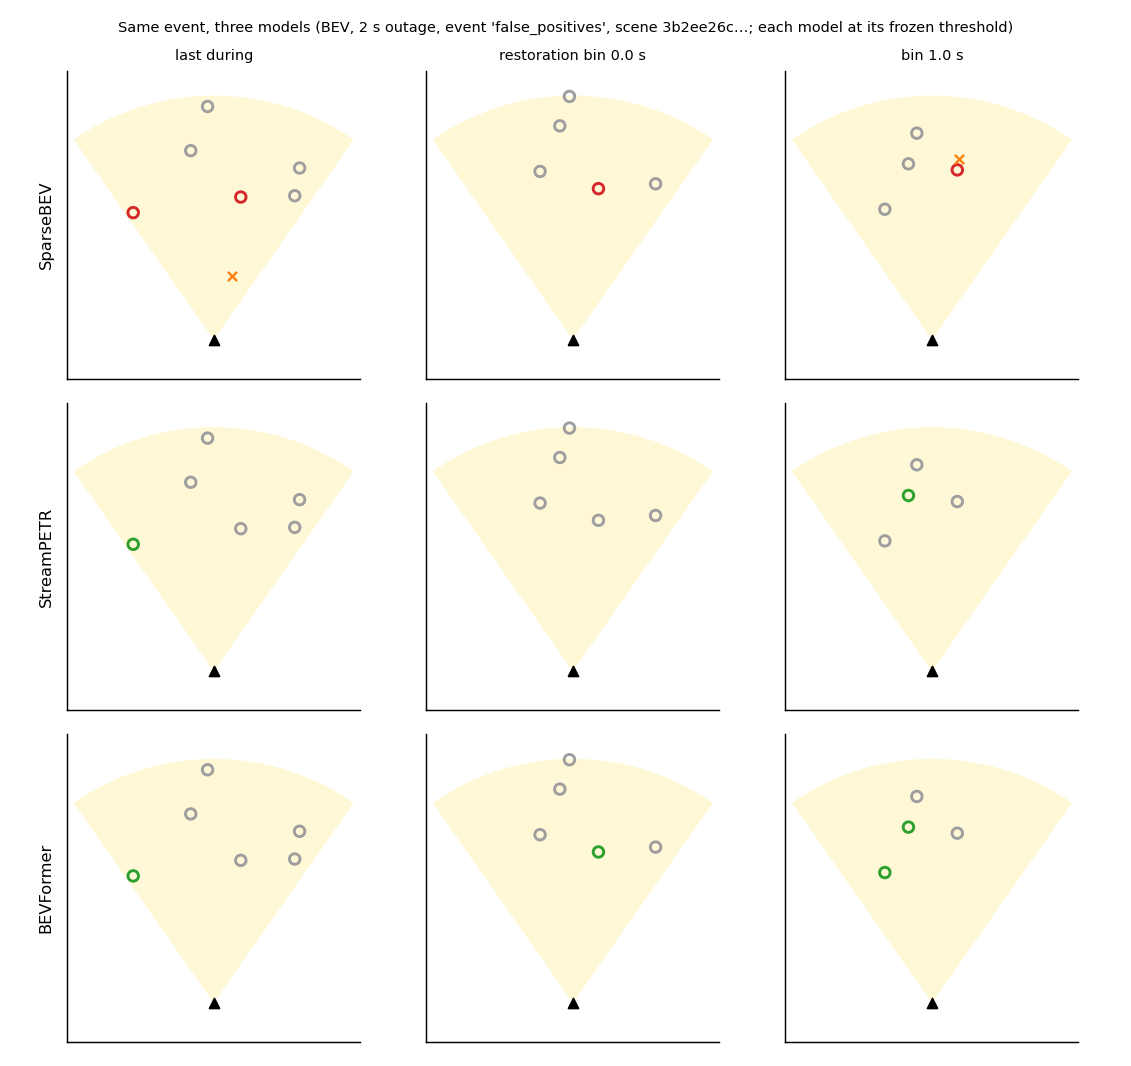 Same event, three models (BEV, 2 s outage, event 'false_positives', scene 3b2ee26c...; each model at its frozen threshold)
last during
restoration bin 0.0 s
bin 1.0 s
SparseBEV
StreamPETR
BEVFormer